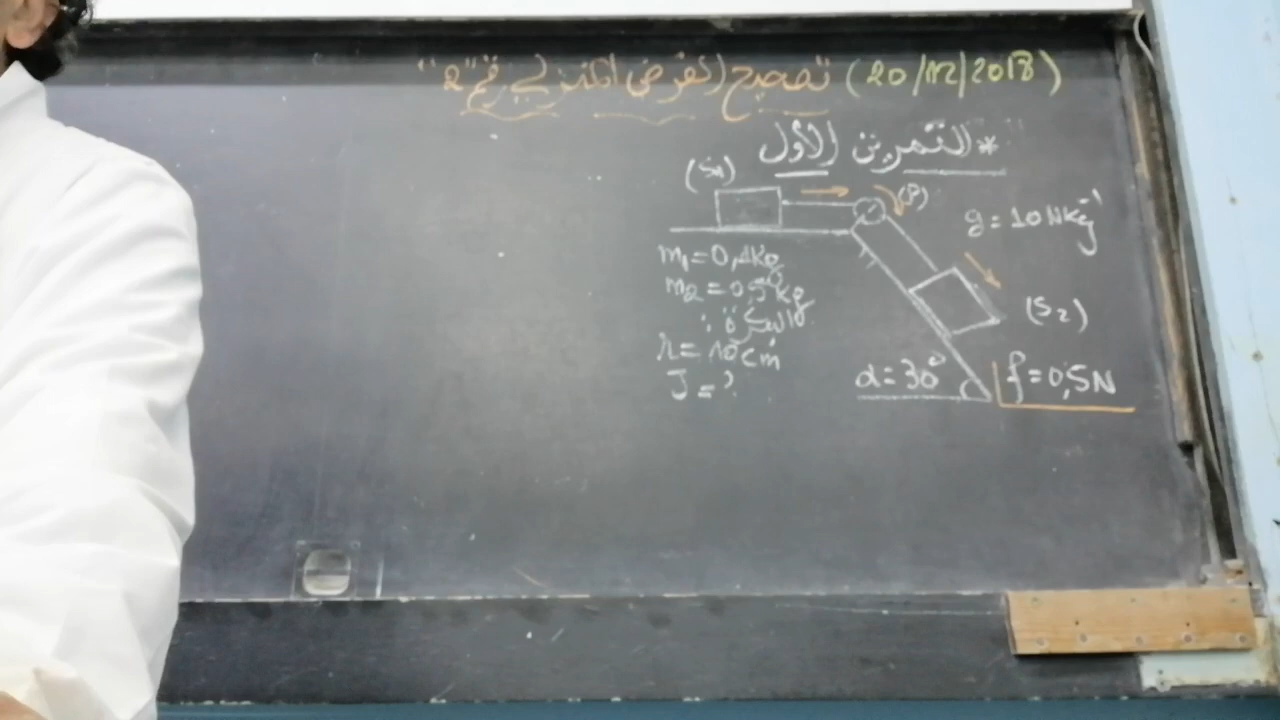 تصحيح الفرض المنزلي رقم "2" (20/12/2018)
* التمرين الأول
(S1)
(P)
g = 10 N kg⁻¹
m₁ = 0,1 kg
m₂ = 0,5 kg
البكرة :
r = 10 cm
J = ?
(S₂)
α = 30°
f = 0,5 N